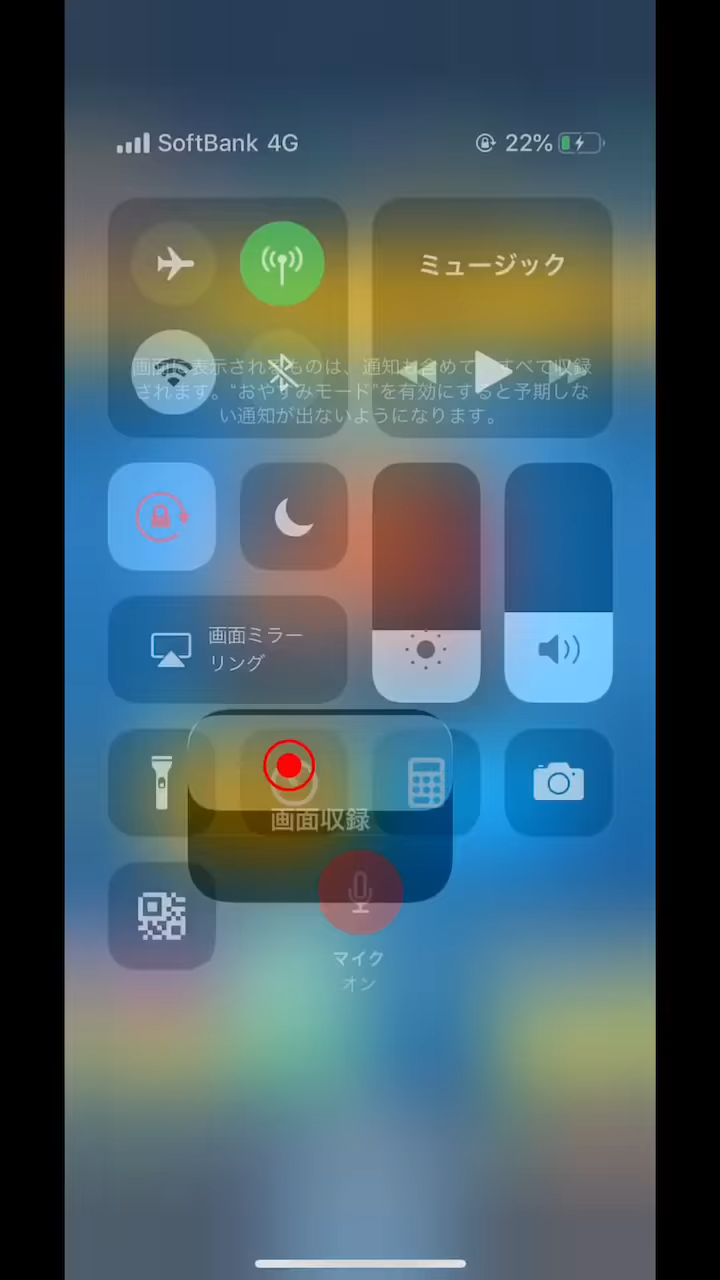 SoftBank 4G
22%
ミュージック
画面に表示されるものは、通知も含めて、すべて収録
されます。“おやすみモード”を有効にすると予期しな
い通知が出ないようになります。
画面ミラー
リング
画面収録
マイク
オン